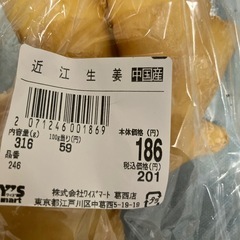 近江生姜 中国産
2 071246 001869
内容量(g) 100g当り(円) 本体価格(円)
316 59 186
品番 税込価格(円)
246 201
YYS mart
株式会社ワイズマート 葛西店
東京都江戸川区中葛西5-19-19